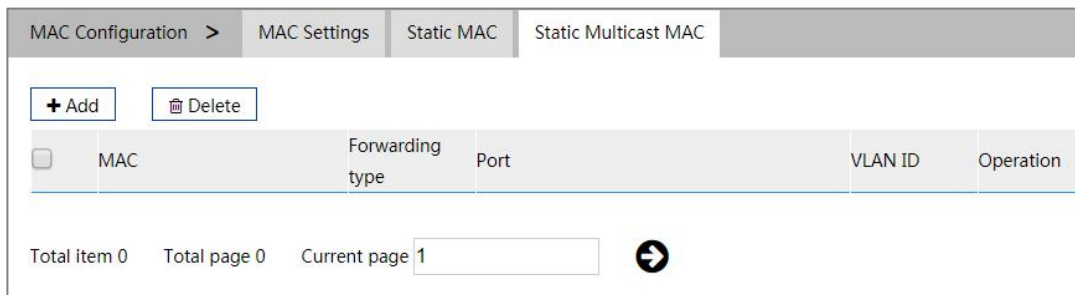 MAC Configuration > MAC Settings Static MAC Static Multicast MAC
+ Add Delete
MAC Forwarding type Port VLAN ID Operation
Total item 0 Total page 0 Current page 1